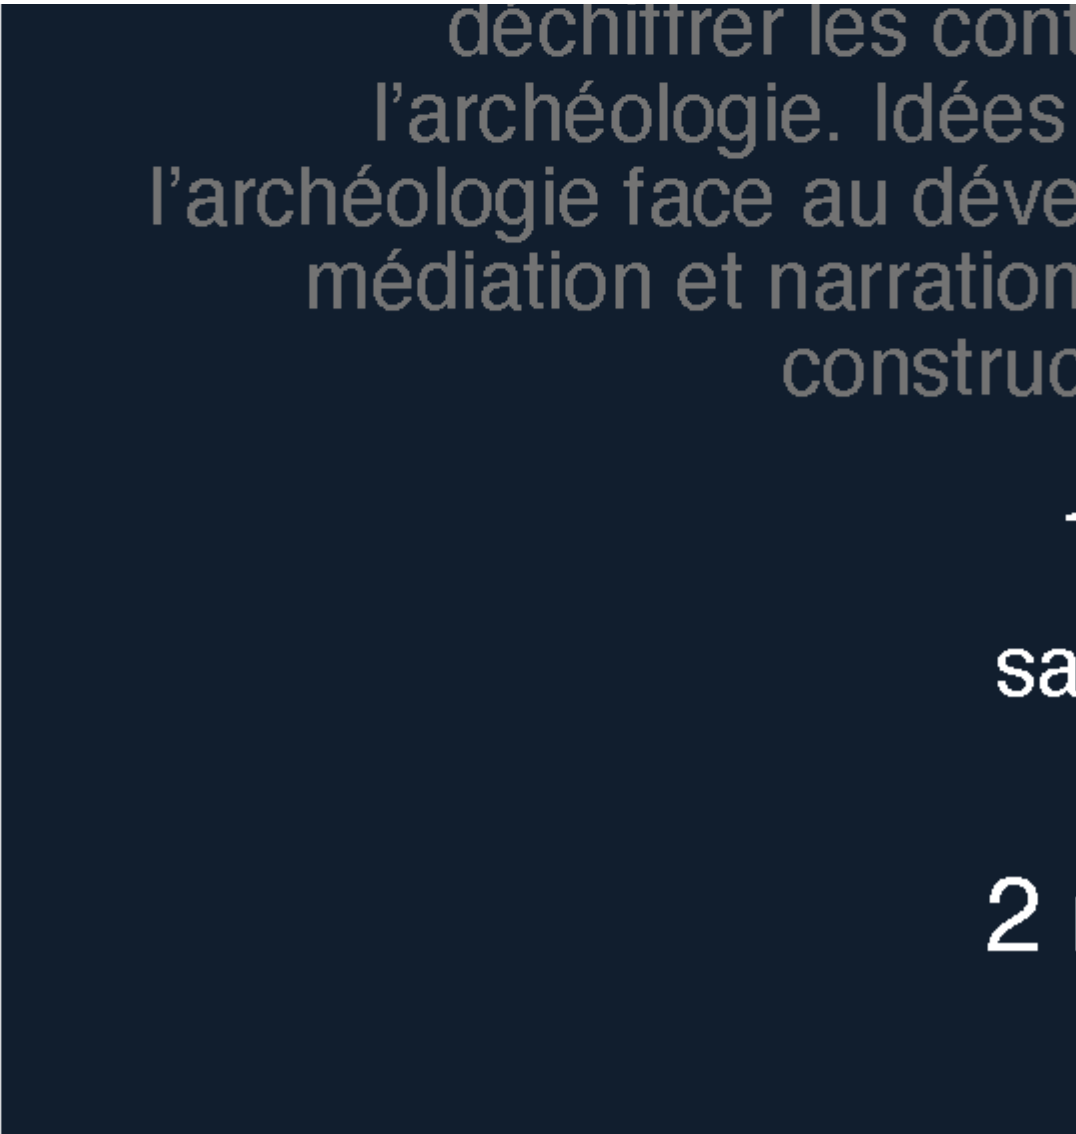 déchiffrer les cont
l’archéologie. Idées
l’archéologie face au déve
médiation et narration
construc
sa
2